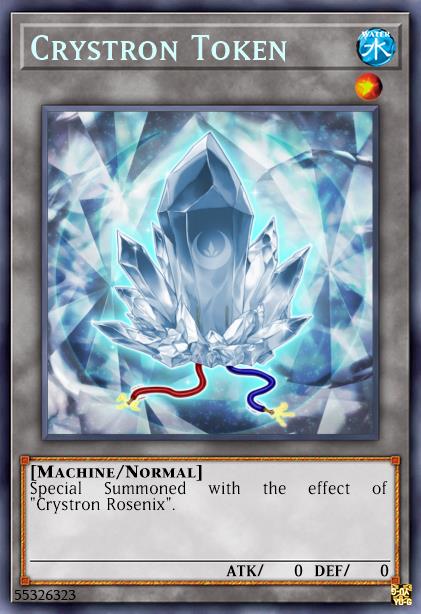 Crystron Token
WATER
水
[Machine/Normal]
Special Summoned with the effect of
"Crystron Rosenix".
ATK/ 0 DEF/ 0
55326323